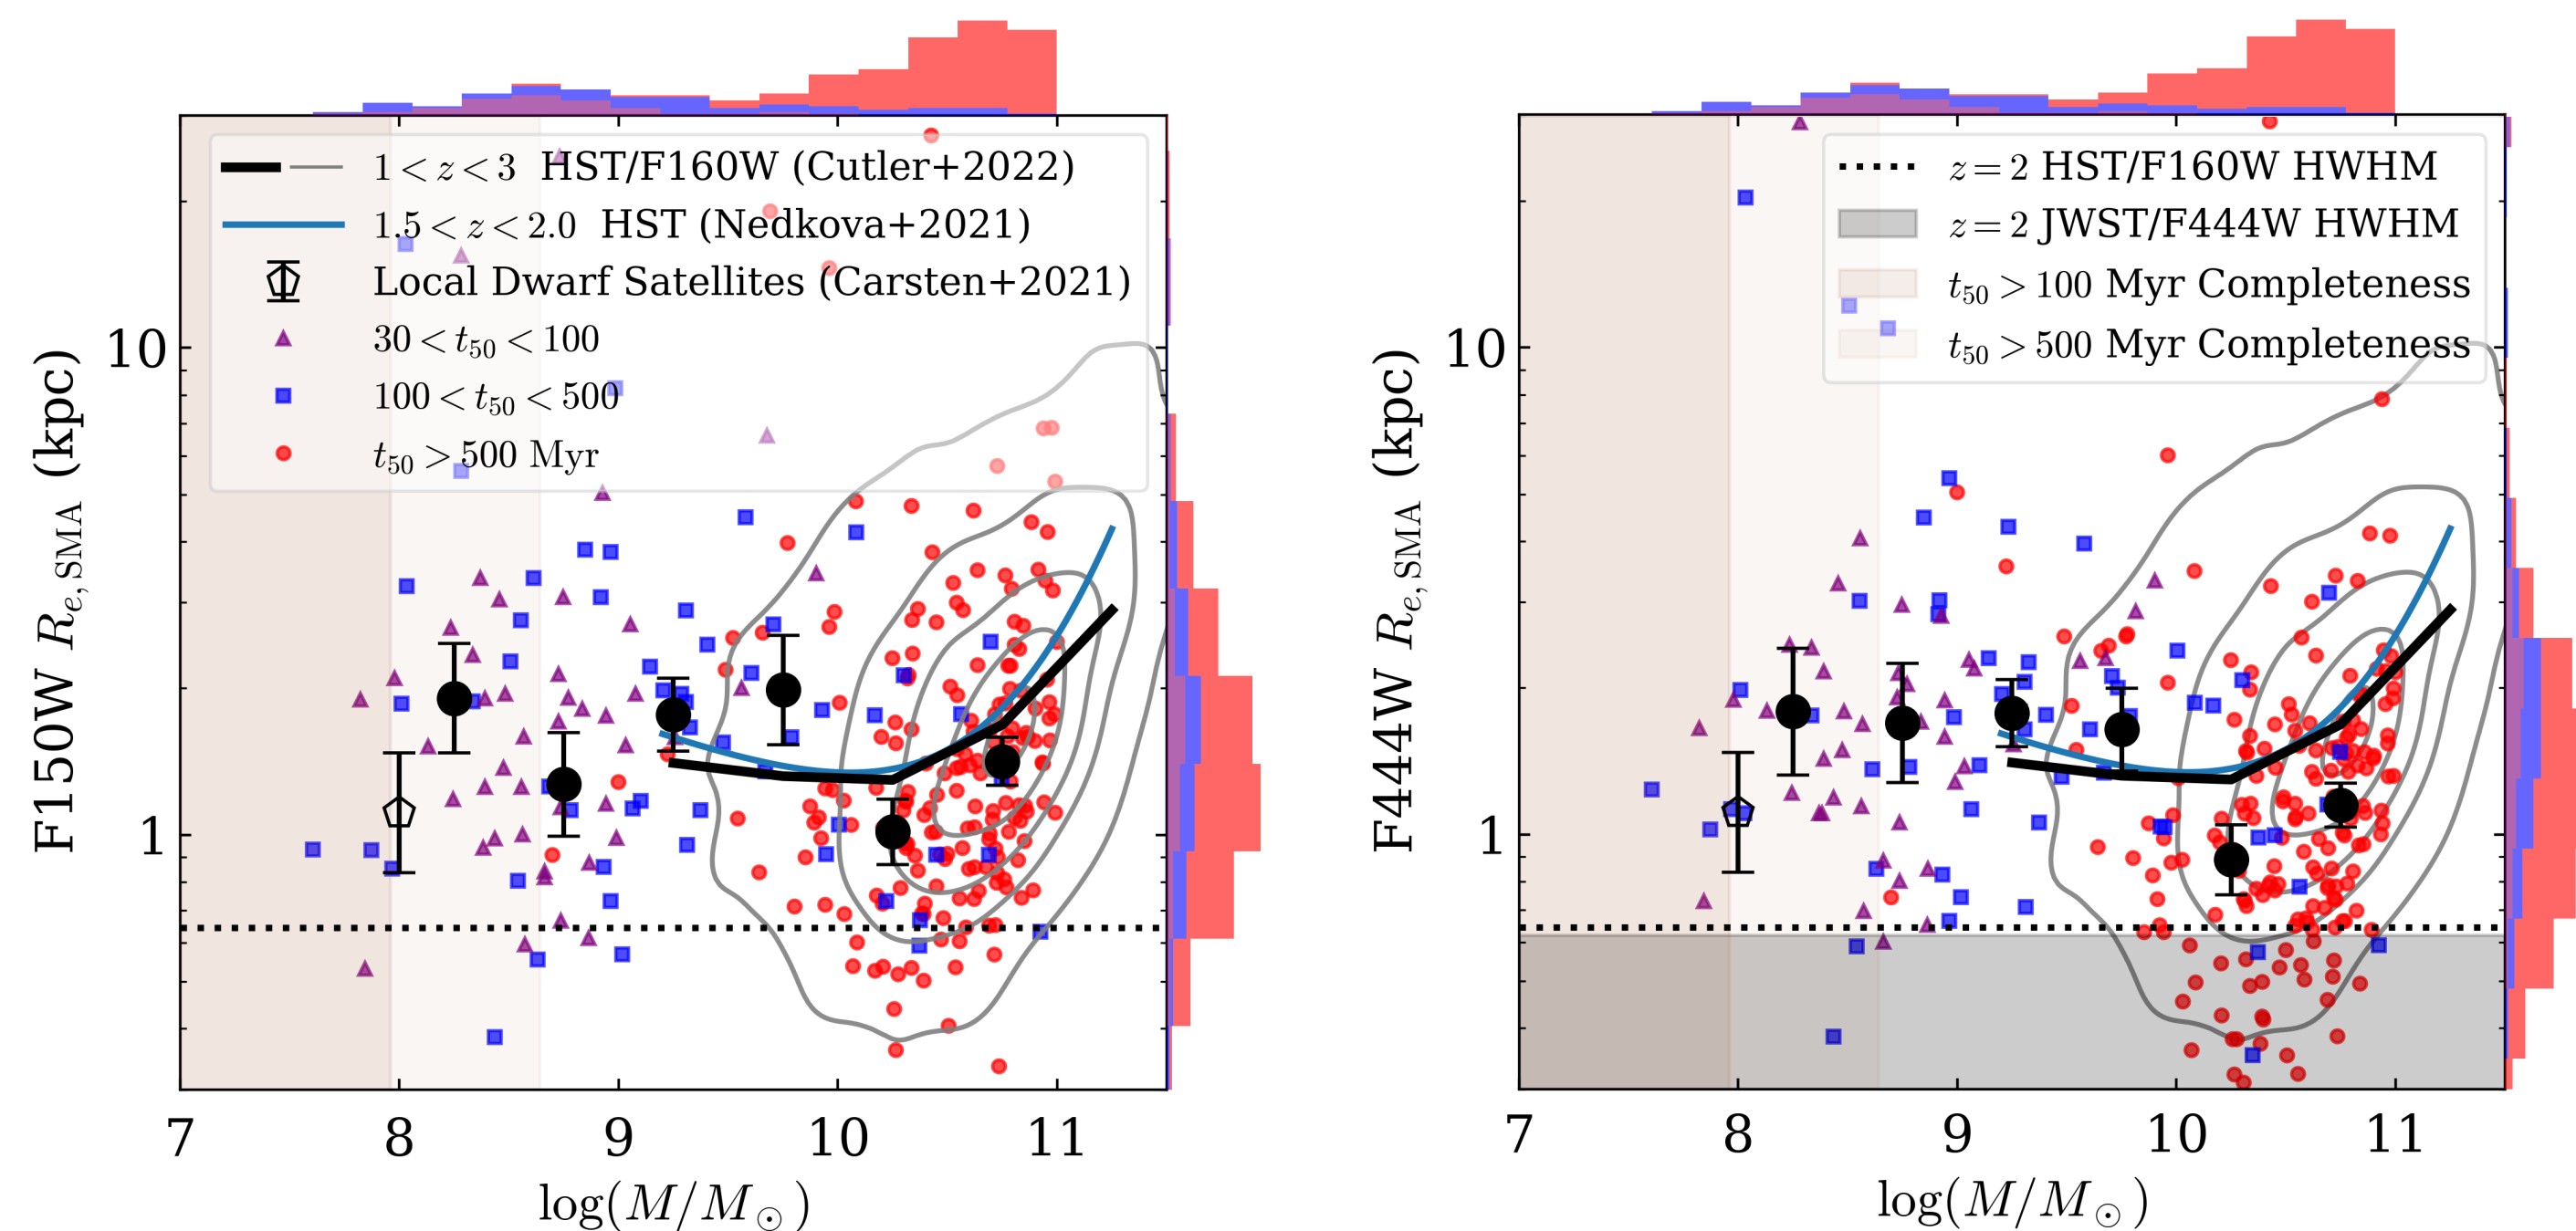 1 < z < 3 HST/F160W (Cutler+2022)
1.5 < z < 2.0 HST (Nedkova+2021)
Local Dwarf Satellites (Carsten+2021)
30 < t50 < 100
100 < t50 < 500
t50 > 500 Myr
10
1
F150W Re,SMA (kpc)
7 8 9 10 11
log(M/M☉)
z = 2 HST/F160W HWHM
z = 2 JWST/F444W HWHM
t50 > 100 Myr Completeness
t50 > 500 Myr Completeness
10
1
F444W Re,SMA (kpc)
7 8 9 10 11
log(M/M☉)